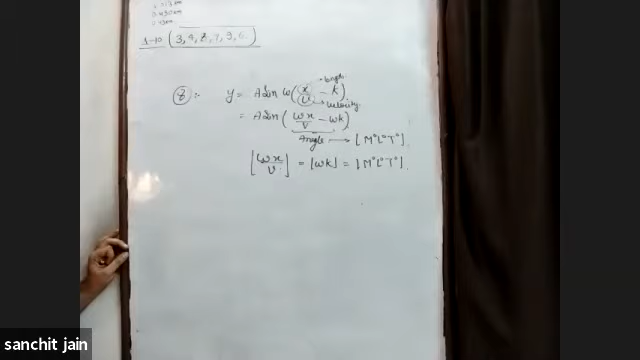 1-10 (3, 4, 2, 7, 9, 6)
8:- y = A sin ω(x/v - k)
length
velocity
= A sin (ωx/v - ωk)
Angle → [M°L°T°]
[ωx/v] = [ωk] = [M°L°T°]
sanchit jain